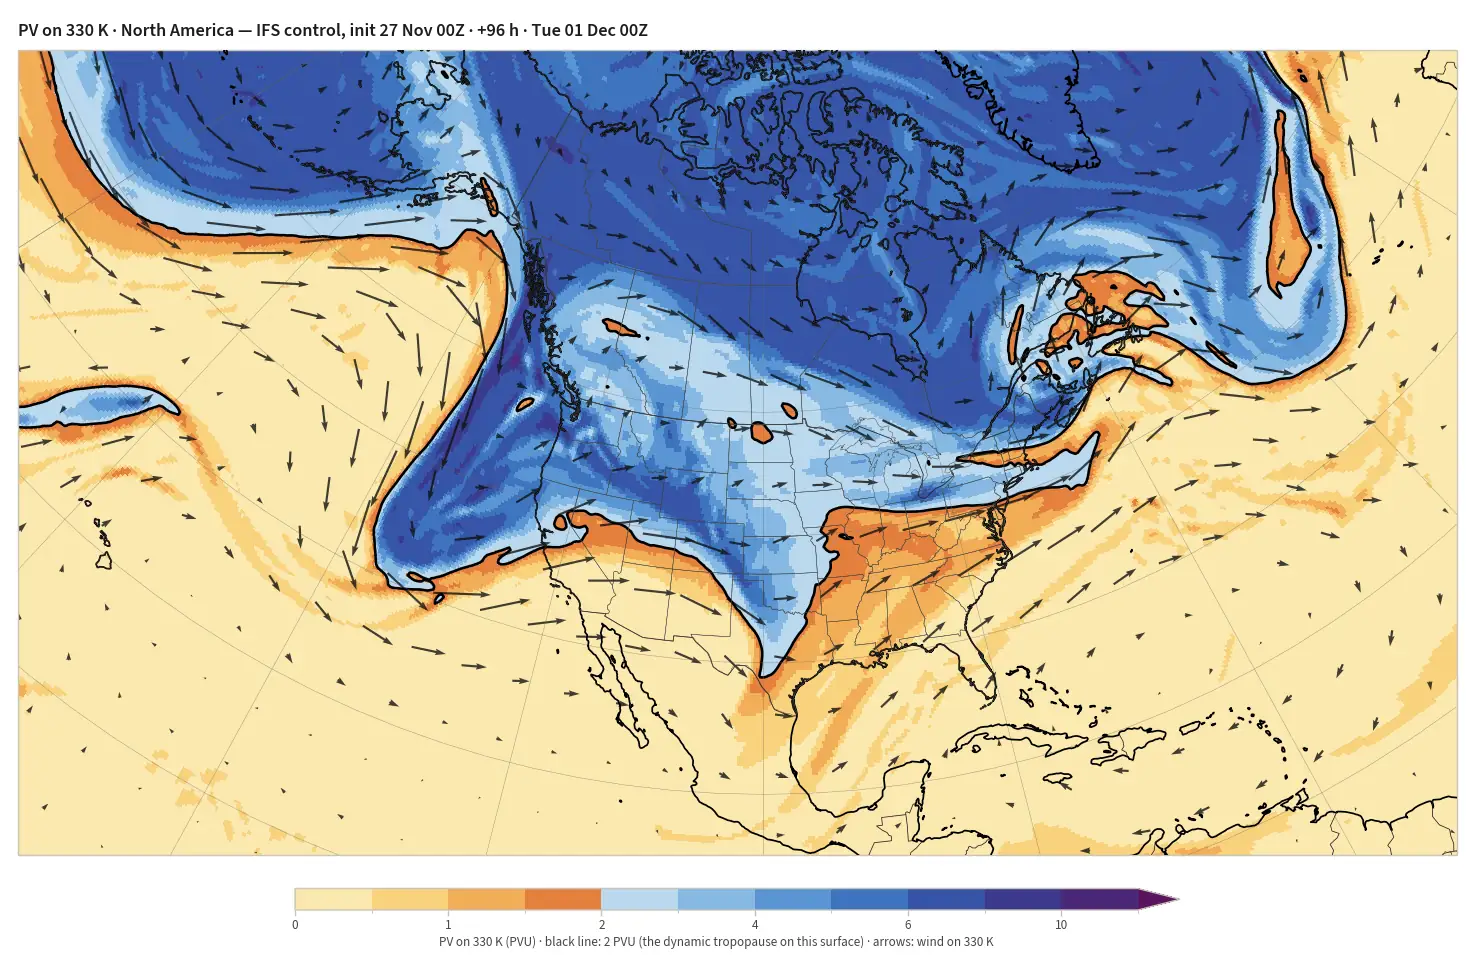 PV on 330 K · North America — IFS control, init 27 Nov 00Z · +96 h · Tue 01 Dec 00Z
0 1 2 4 6 10
PV on 330 K (PVU) · black line: 2 PVU (the dynamic tropopause on this surface) · arrows: wind on 330 K